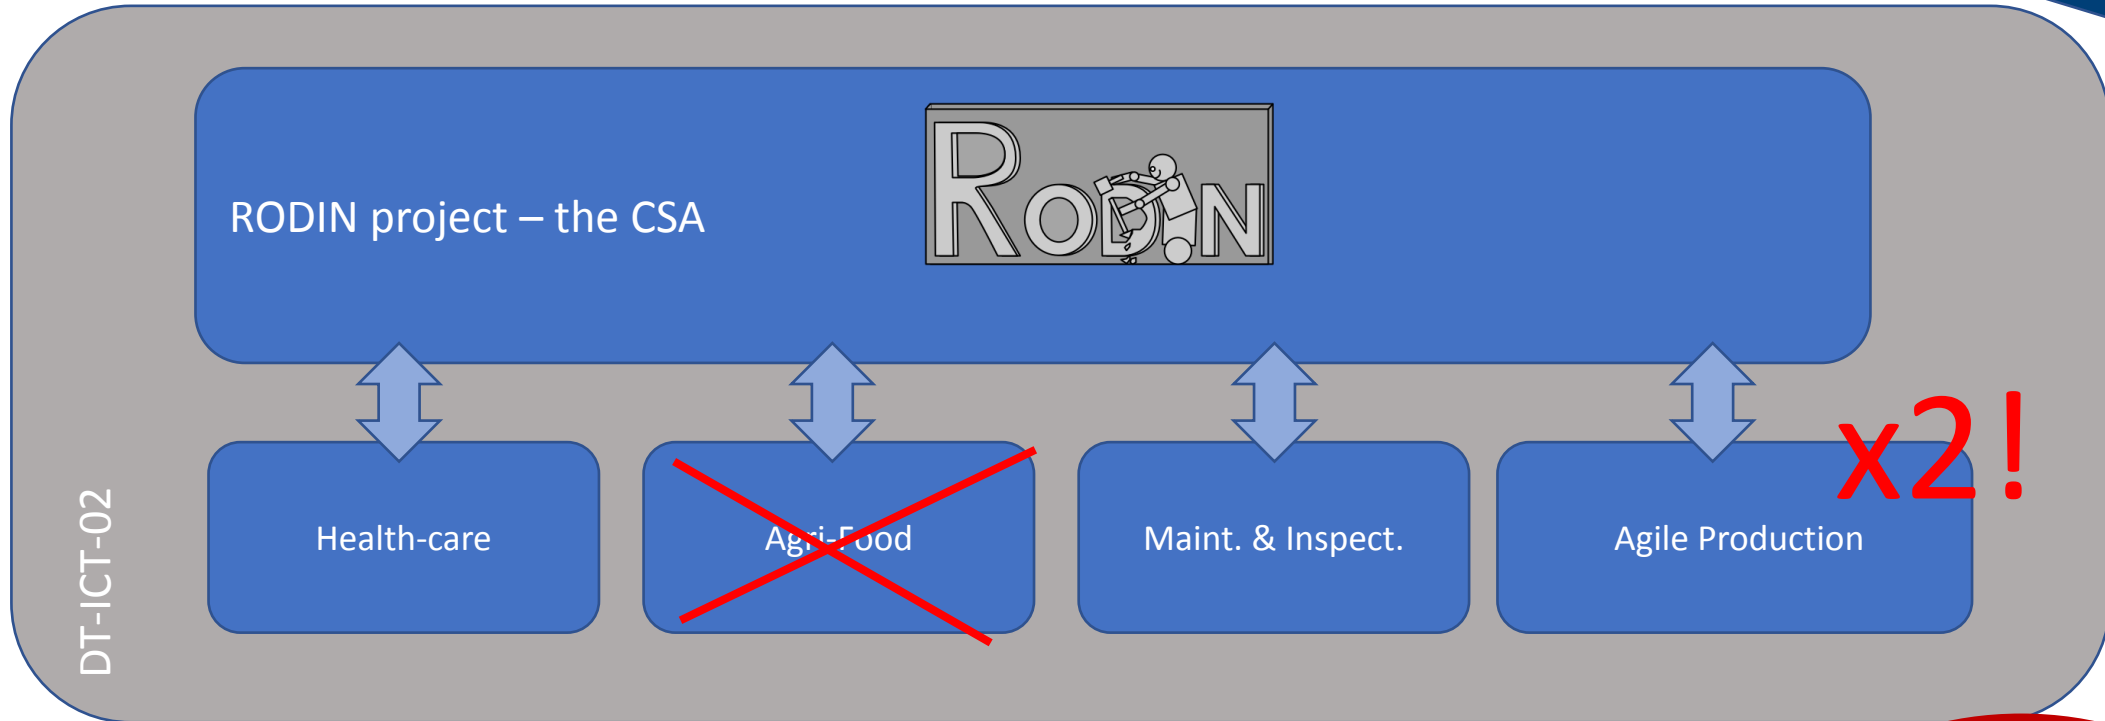 RODIN project – the CSA
RODIN
x2!
Health-care
Agri-Food
Maint. & Inspect.
Agile Production
DT-ICT-02